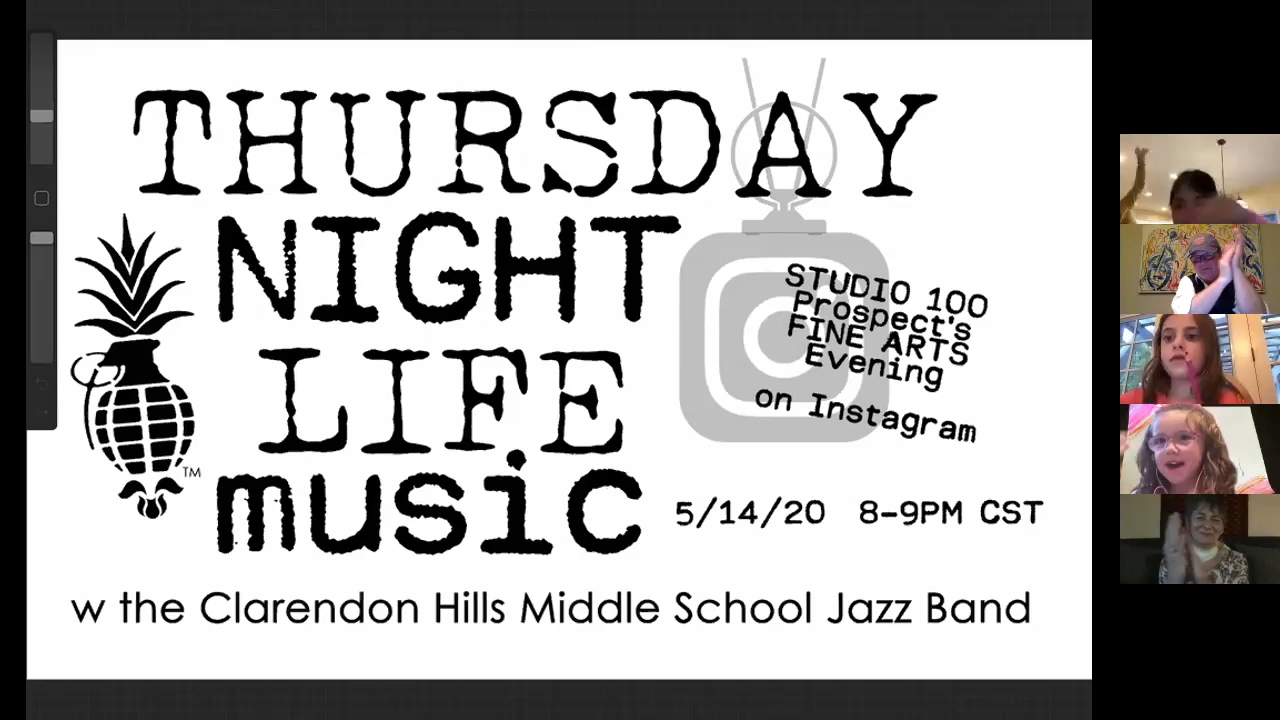 THURSDAY
NIGHT
LIFE
music
TM
STUDIO 100
Prospect's
FINE ARTS
Evening
on Instagram
5/14/20 8-9PM CST
w the Clarendon Hills Middle School Jazz Band